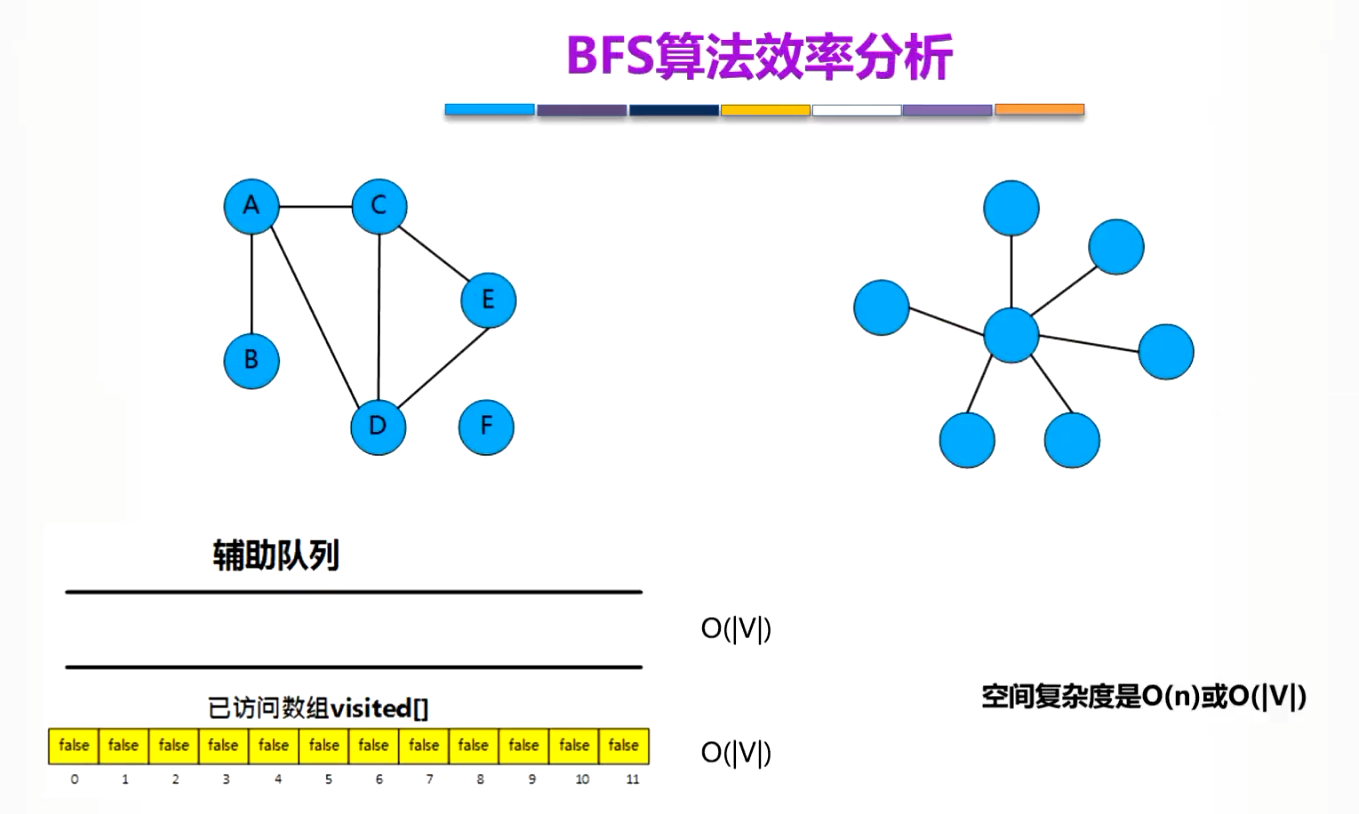 BFS算法效率分析
A
C
E
B
D
F
辅助队列
O(|V|)
空间复杂度是O(n)或O(|V|)
已访问数组visited[]
false false false false false false false false false false false false
O(|V|)
0 1 2 3 4 5 6 7 8 9 10 11